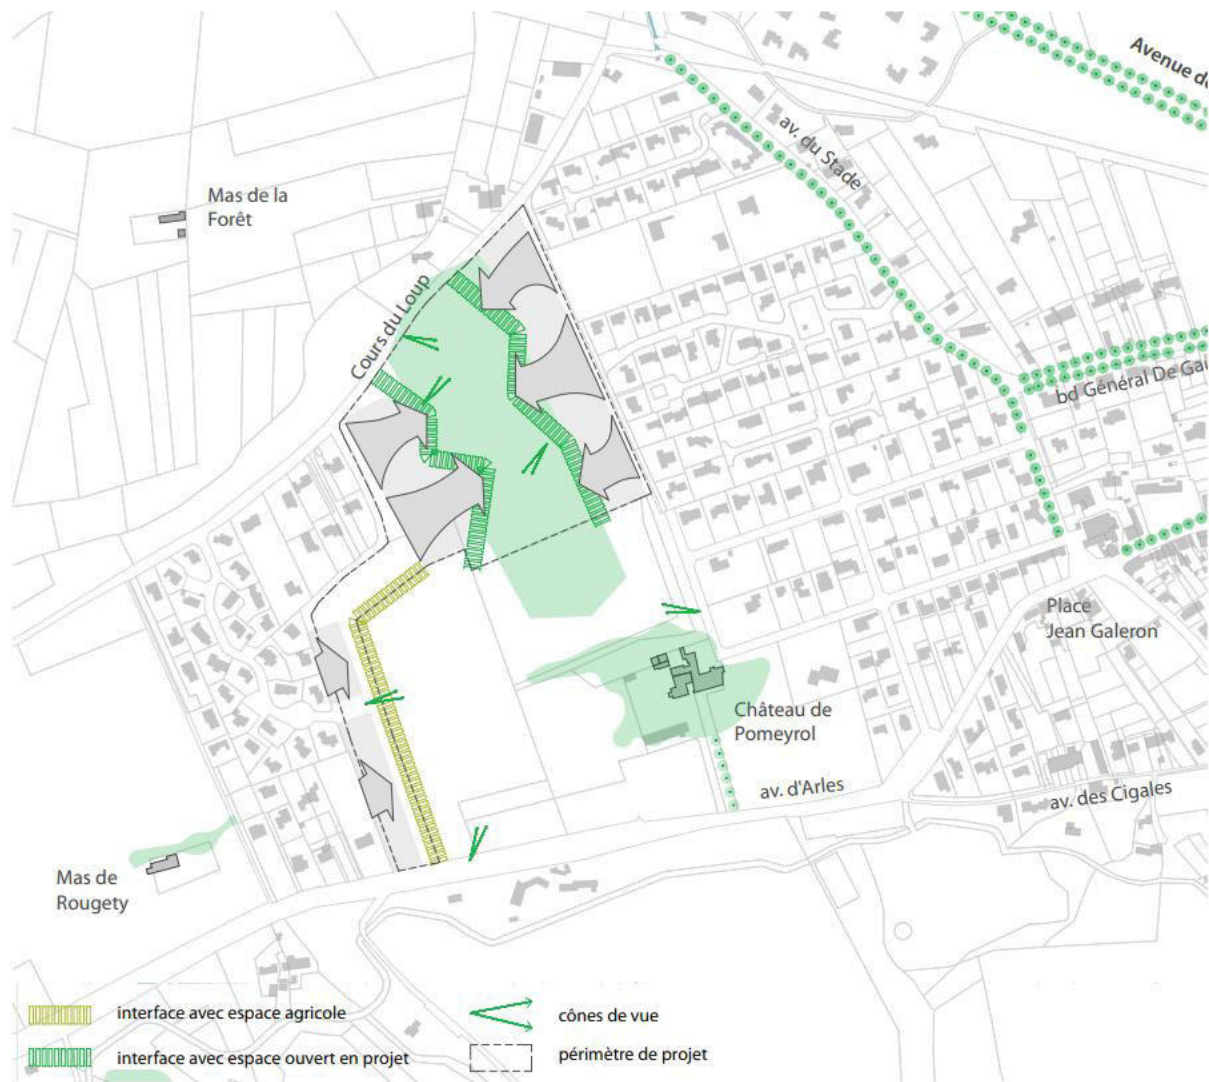 Avenue d
av. du Stade
Mas de la
Forêt
Cours du Loup
bd Général De Gau
Place
Jean Galeron
Château de
Pomeyrol
av. d'Arles
av. des Cigales
Mas de
Rougety
interface avec espace agricole
cônes de vue
interface avec espace ouvert en projet
périmètre de projet